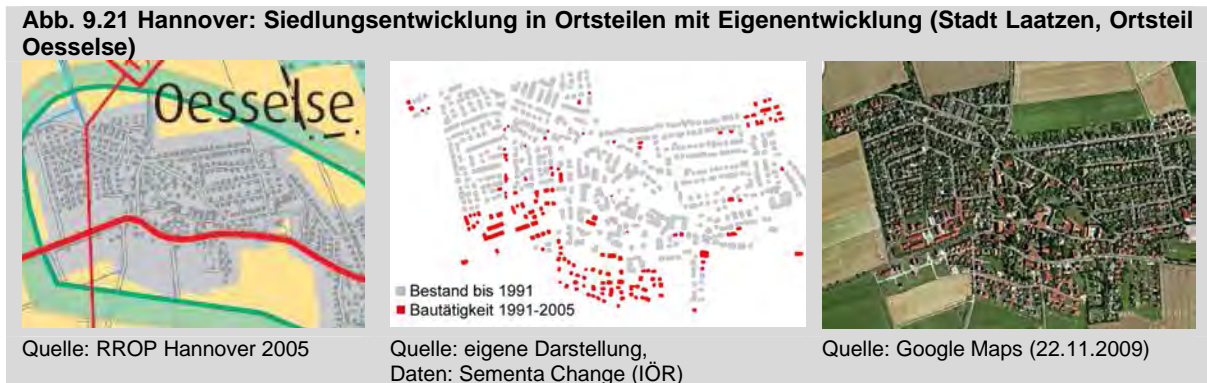 Abb. 9.21 Hannover: Siedlungsentwicklung in Ortsteilen mit Eigenentwicklung (Stadt Laatzen, Ortsteil
Oesselse)
Oesselse
Bestand bis 1991
Bautätigkeit 1991-2005
Quelle: RROP Hannover 2005
Quelle: eigene Darstellung,
Daten: Sementa Change (IÖR)
Quelle: Google Maps (22.11.2009)